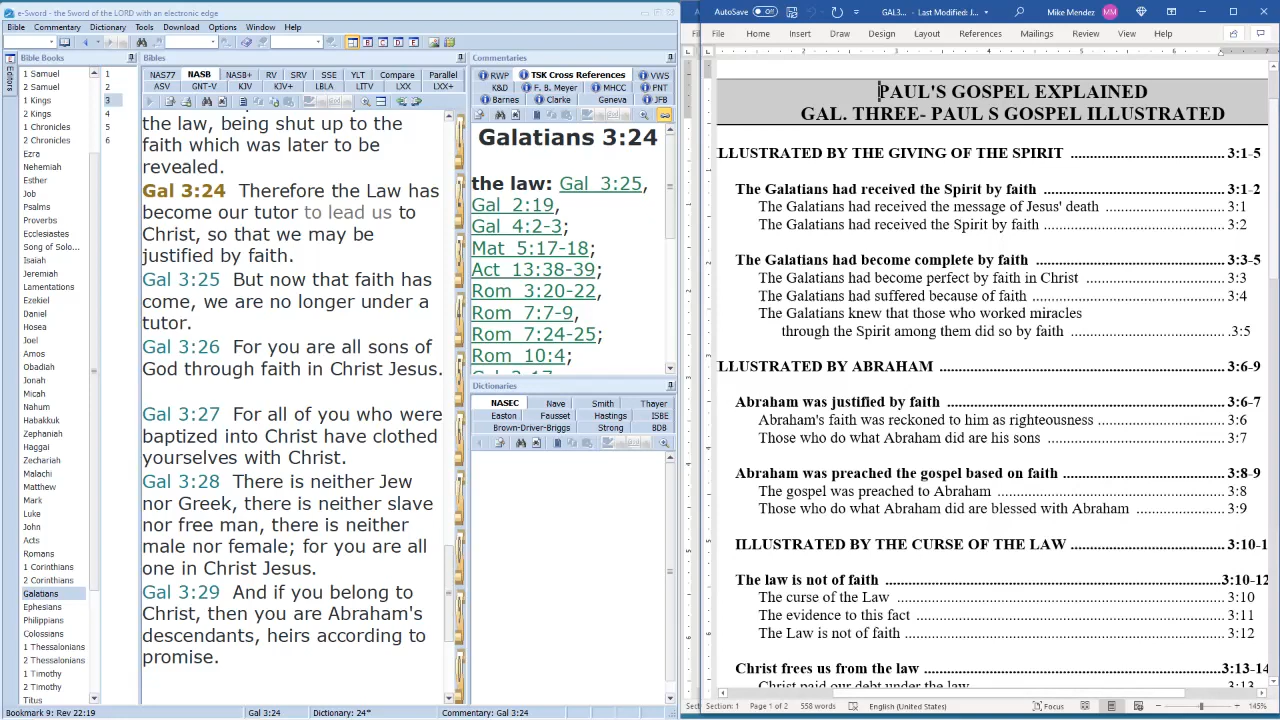 e-Sword - the Sword of the LORD with an electronic edge
Bible Commentary Dictionary Tools Download Options Window Help
B C D E
Editors
Bible Books
1 Samuel
2 Samuel
1 Kings
2 Kings
1 Chronicles
2 Chronicles
Ezra
Nehemiah
Esther
Job
Psalms
Proverbs
Ecclesiastes
Song of Solo...
Isaiah
Jeremiah
Lamentations
Ezekiel
Daniel
Hosea
Joel
Amos
Obadiah
Jonah
Micah
Nahum
Habakkuk
Zephaniah
Haggai
Zechariah
Malachi
Matthew
Mark
Luke
John
Acts
Romans
1 Corinthians
2 Corinthians
Galatians
Ephesians
Philippians
Colossians
1 Thessalonians
2 Thessalonians
1 Timothy
2 Timothy
Titus
1
2
3
4
5
6
Bibles
NAS77 NASB NASB+ RV SRV SSE YLT Compare Parallel
ASV GNT-V KJV KJV+ LBLA LITV LXX LXX+
the law, being shut up to the
faith which was later to be
revealed.
Gal 3:24 Therefore the Law has
become our tutor to lead us to
Christ, so that we may be
justified by faith.
Gal 3:25 But now that faith has
come, we are no longer under a
tutor.
Gal 3:26 For you are all sons of
God through faith in Christ Jesus.
Gal 3:27 For all of you who were
baptized into Christ have clothed
yourselves with Christ.
Gal 3:28 There is neither Jew
nor Greek, there is neither slave
nor free man, there is neither
male nor female; for you are all
one in Christ Jesus.
Gal 3:29 And if you belong to
Christ, then you are Abraham's
descendants, heirs according to
promise.
Commentaries
RWP TSK Cross References VWS
K&D F. B. Meyer MHCC PNT
Barnes Clarke Geneva JFB
Galatians 3:24
the law: Gal 3:25,
Gal 2:19,
Gal 4:2-3;
Mat 5:17-18;
Act 13:38-39;
Rom 3:20-22,
Rom 7:7-9,
Rom 7:24-25;
Rom 10:4;
Dictionaries
NASEC Nave Smith Thayer
Easton Fausset Hastings ISBE
Brown-Driver-Briggs Strong BDB
Bookmark 9: Rev 22:19 Gal 3:24 Dictionary: 24* Commentary: Gal 3:24
AutoSave Off GAL3... - Last Modified: J... Mike Mendez MM
File Home Insert Draw Design Layout References Mailings Review View Help
PAUL'S GOSPEL EXPLAINED
GAL. THREE- PAUL S GOSPEL ILLUSTRATED
LLUSTRATED BY THE GIVING OF THE SPIRIT ........ 3:1-5
The Galatians had received the Spirit by faith ........ 3:1-2
The Galatians had received the message of Jesus' death ........ 3:1
The Galatians had received the Spirit by faith ........ 3:2
The Galatians had become complete by faith ........ 3:3-5
The Galatians had become perfect by faith in Christ ........ 3:3
The Galatians had suffered because of faith ........ 3:4
The Galatians knew that those who worked miracles
through the Spirit among them did so by faith ........ 3:5
LLUSTRATED BY ABRAHAM ........ 3:6-9
Abraham was justified by faith ........ 3:6-7
Abraham's faith was reckoned to him as righteousness ........ 3:6
Those who do what Abraham did are his sons ........ 3:7
Abraham was preached the gospel based on faith ........ 3:8-9
The gospel was preached to Abraham ........ 3:8
Those who do what Abraham did are blessed with Abraham ........ 3:9
ILLUSTRATED BY THE CURSE OF THE LAW ........ 3:10-1
The law is not of faith ........ 3:10-12
The curse of the Law ........ 3:10
The evidence to this fact ........ 3:11
The Law is not of faith ........ 3:12
Christ frees us from the law ........ 3:13-14
Christ paid our debt under the law ........ 3:13
Section: 1 Page 1 of 2 558 words English (United States) Focus 145%